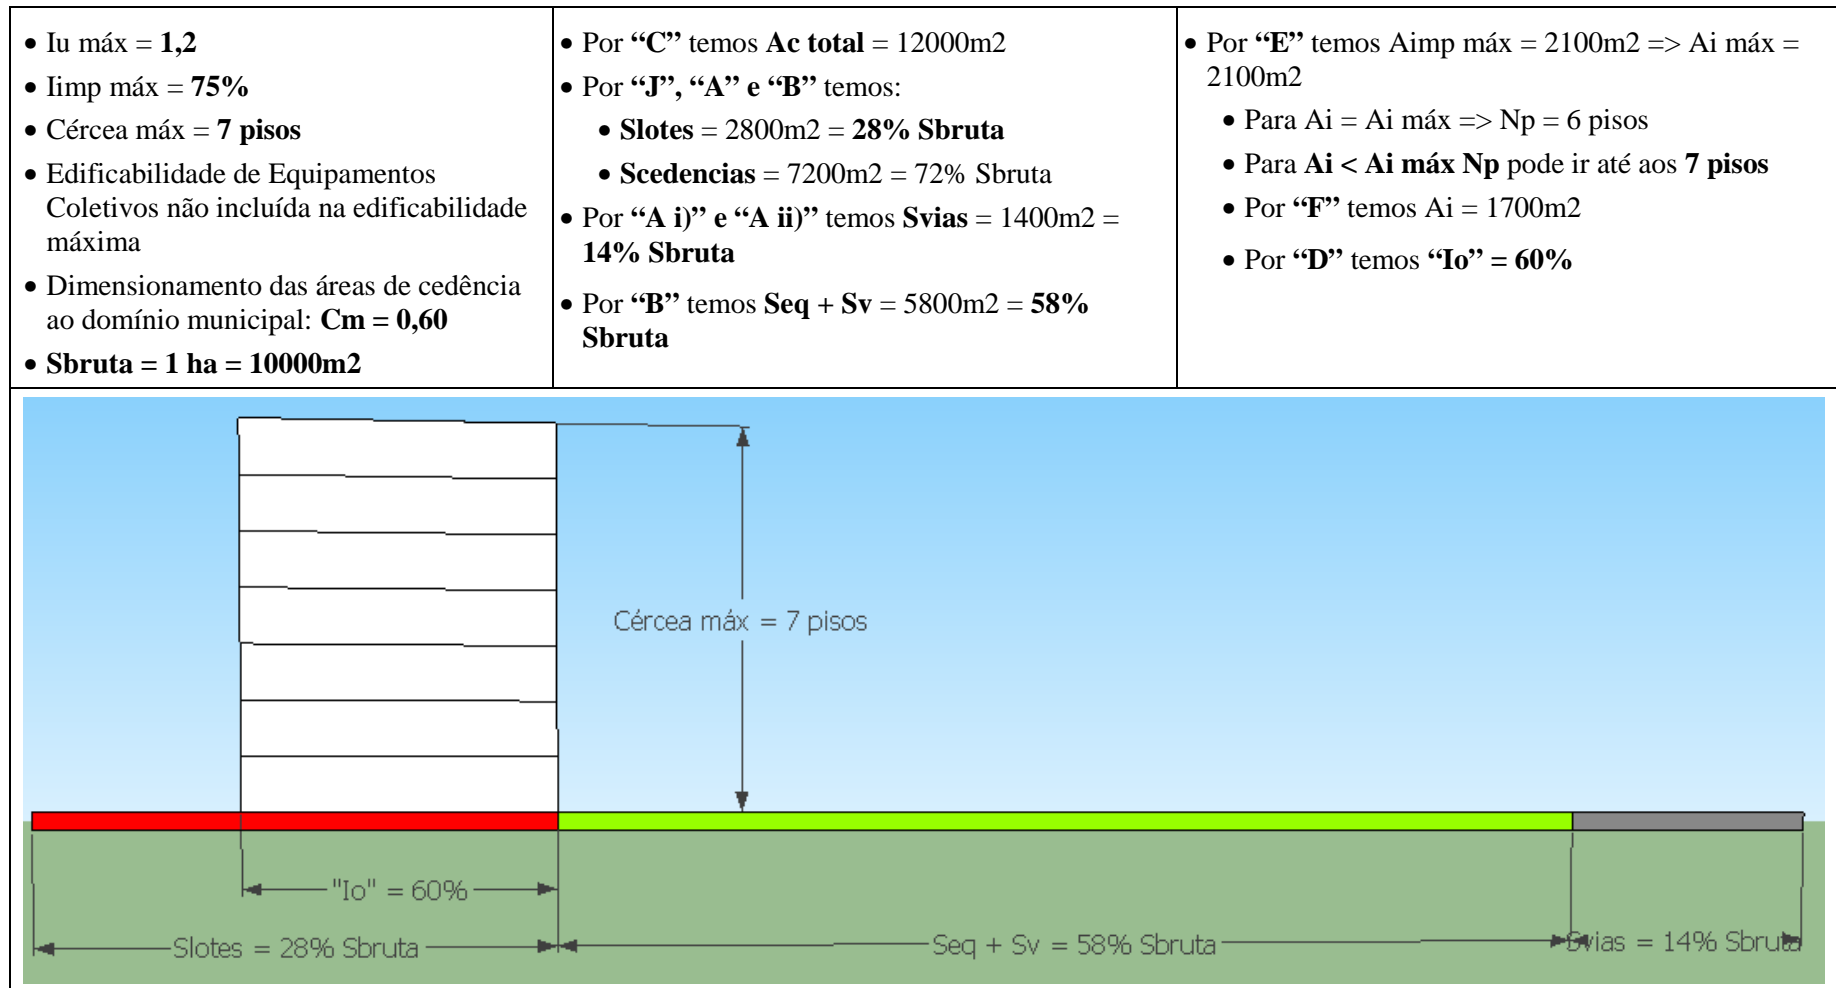 • Iu máx = 1,2
• Iimp máx = 75%
• Cércea máx = 7 pisos
• Edificabilidade de Equipamentos
Coletivos não incluída na edificabilidade
máxima
• Dimensionamento das áreas de cedência
ao domínio municipal: Cm = 0,60
• Sbruta = 1 ha = 10000m2
• Por “C” temos Ac total = 12000m2
• Por “J”, “A” e “B” temos:
• Slotes = 2800m2 = 28% Sbruta
• Scedencias = 7200m2 = 72% Sbruta
• Por “A i)” e “A ii)” temos Svias = 1400m2 =
14% Sbruta
• Por “B” temos Seq + Sv = 5800m2 = 58%
Sbruta
• Por “E” temos Aimp máx = 2100m2 => Ai máx =
2100m2
• Para Ai = Ai máx => Np = 6 pisos
• Para Ai < Ai máx Np pode ir até aos 7 pisos
• Por “F” temos Ai = 1700m2
• Por “D” temos “Io” = 60%
Cércea máx = 7 pisos
"Io" = 60%
Slotes = 28% Sbruta
Seq + Sv = 58% Sbruta
Svias = 14% Sbruta